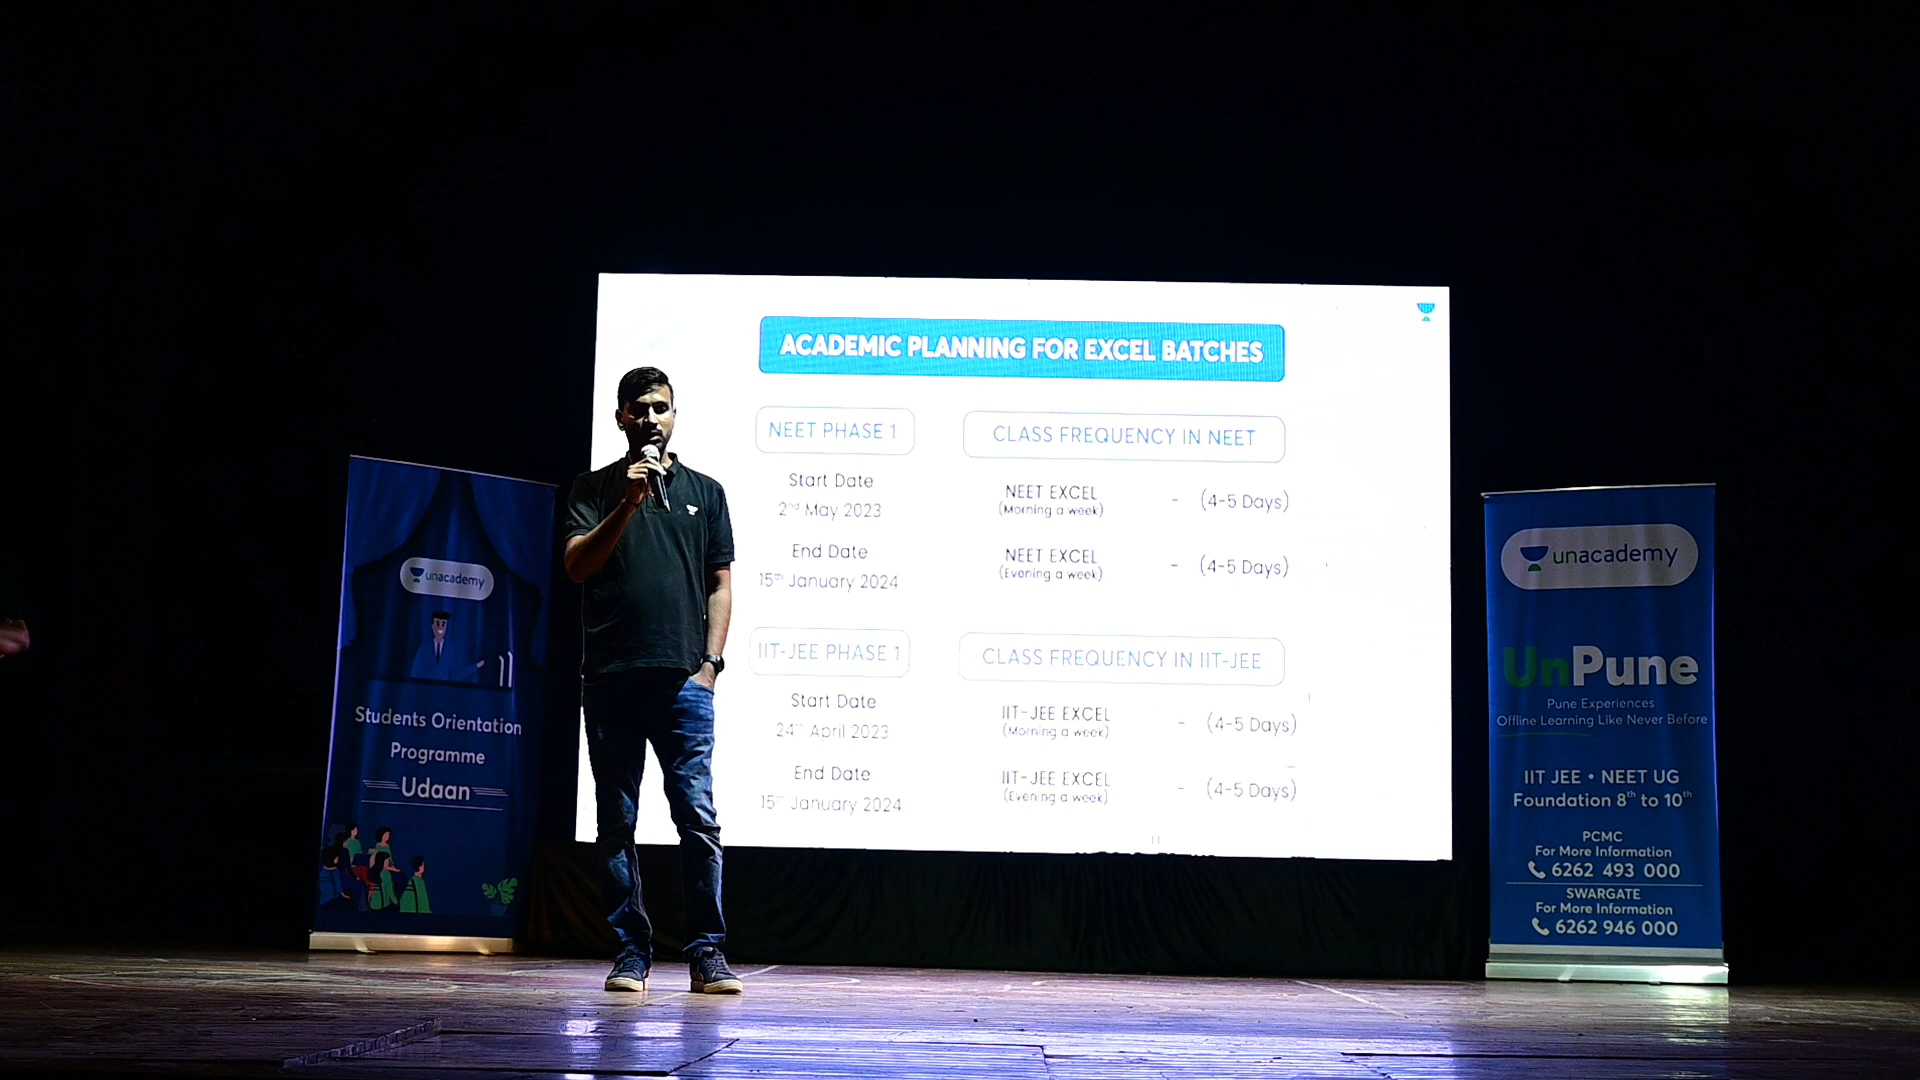 ACADEMIC PLANNING FOR EXCEL BATCHES
NEET PHASE 1
Start Date
2nd May 2023
End Date
15th January 2024
CLASS FREQUENCY IN NEET
NEET EXCEL - (4-5 Days)
(Morning a week)
NEET EXCEL - (4-5 Days)
(Evening a week)
IIT-JEE PHASE 1
Start Date
24th April 2023
End Date
15th January 2024
CLASS FREQUENCY IN IIT-JEE
IIT-JEE EXCEL - (4-5 Days)
(Morning a week)
IIT-JEE EXCEL - (4-5 Days)
(Evening a week)
unacademy
Students Orientation
Programme
Udaan
unacademy
UnPune
Pune Experiences
Offline Learning Like Never Before
IIT JEE • NEET UG
Foundation 8th to 10th
PCMC
For More Information
6262 493 000
SWARGATE
For More Information
6262 946 000